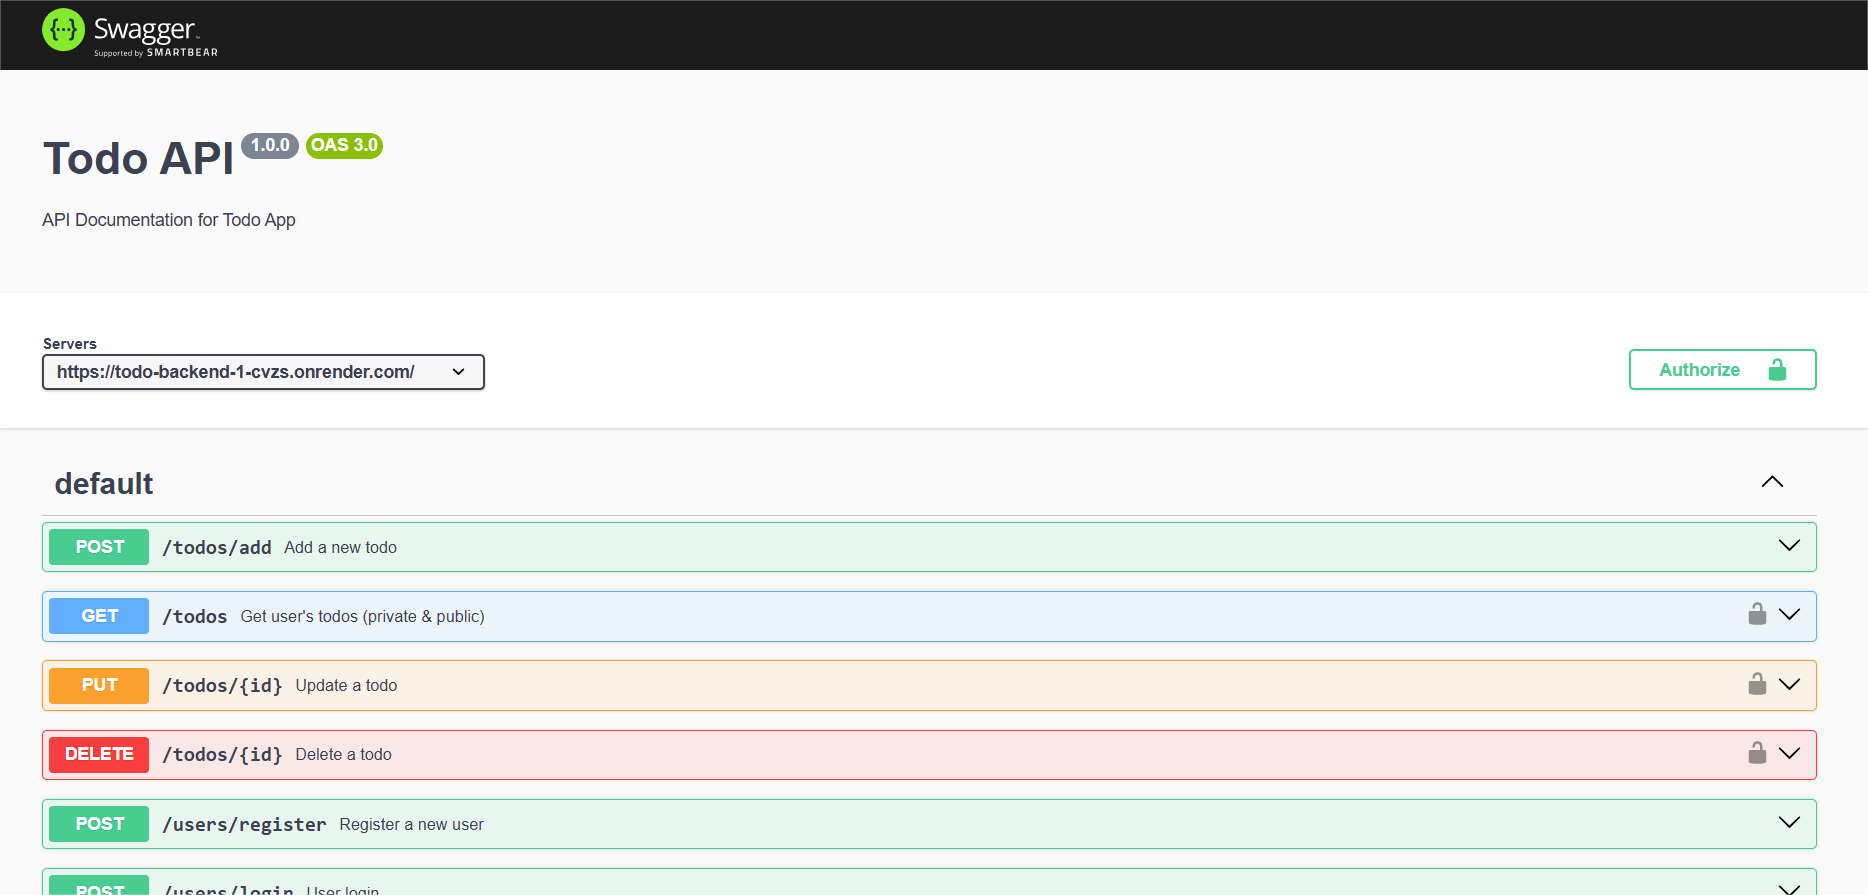 Swagger™
Supported by SMARTBEAR
Todo API 1.0.0 OAS 3.0
API Documentation for Todo App
Servers
https://todo-backend-1-cvzs.onrender.com/
Authorize
default
POST /todos/add Add a new todo
GET /todos Get user's todos (private & public)
PUT /todos/{id} Update a todo
DELETE /todos/{id} Delete a todo
POST /users/register Register a new user
POST /users/login User login